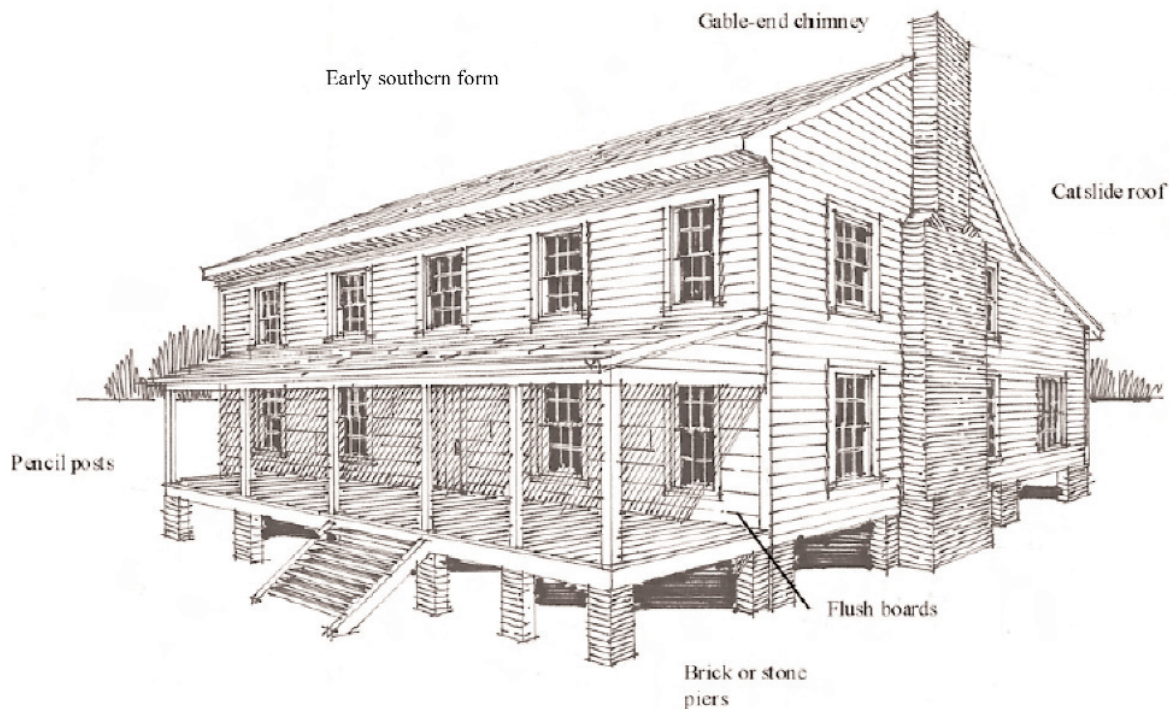 Gable-end chimney
Early southern form
Catslide roof
Pencil posts
Flush boards
Brick or stone
piers